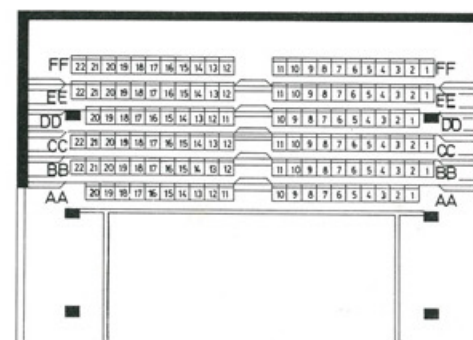 FF 22 21 20 19 18 17 16 15 14 13 12 11 10 9 8 7 6 5 4 3 2 1 FF
EE 22 21 20 19 18 17 16 15 14 13 12 11 10 9 8 7 6 5 4 3 2 1 EE
DD 20 19 18 17 16 15 14 13 12 11 10 9 8 7 6 5 4 3 2 1 DD
CC 22 21 20 19 18 17 16 15 14 13 12 11 10 9 8 7 6 5 4 3 2 1 CC
BB 22 21 20 19 18 17 16 15 14 13 12 11 10 9 8 7 6 5 4 3 2 1 BB
AA 20 19 18 17 16 15 14 13 12 11 10 9 8 7 6 5 4 3 2 1 AA